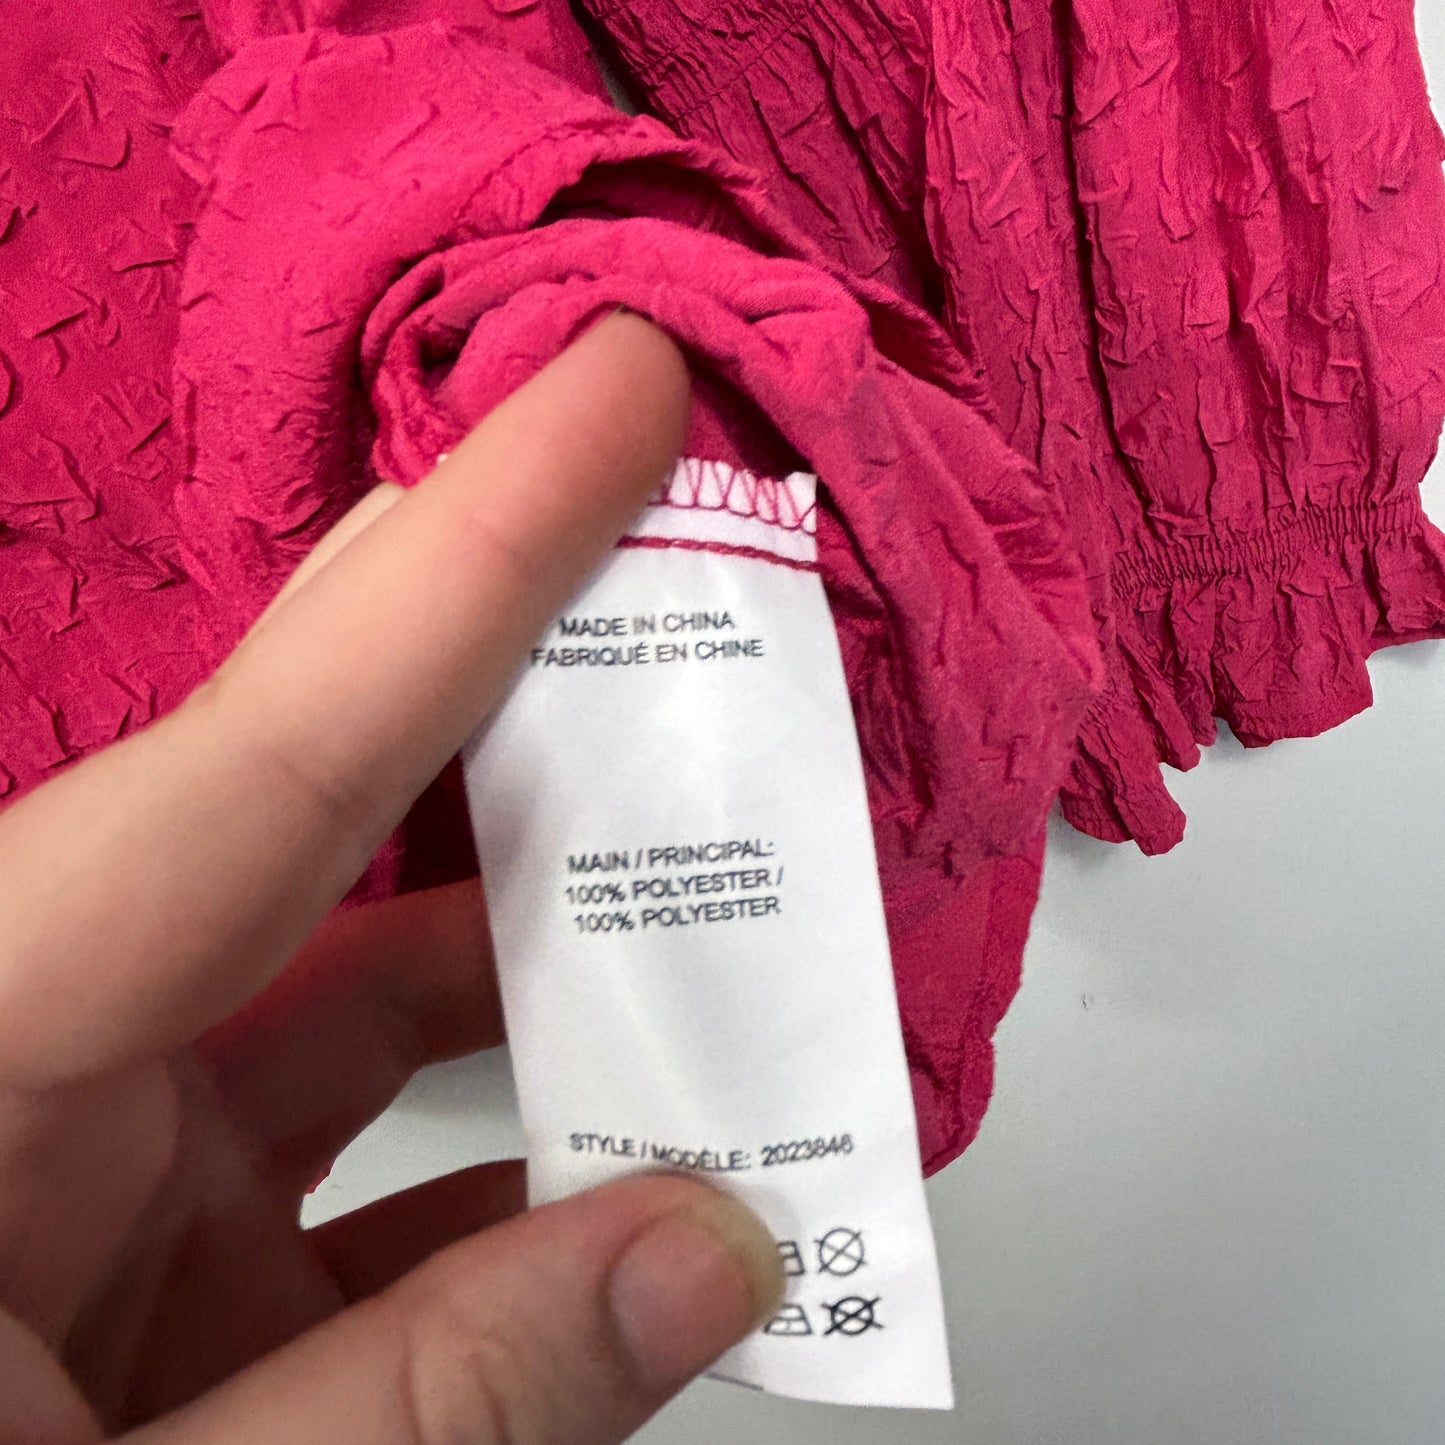 MADE IN CHINA
FABRIQUÉ EN CHINE
MAIN / PRINCIPAL:
100% POLYESTER /
100% POLYESTER
STYLE / MODÈLE: 2023846